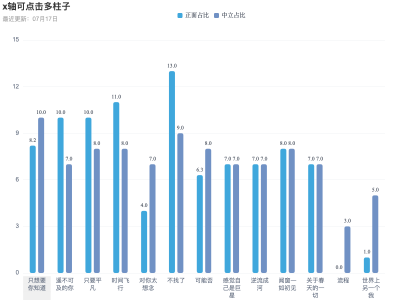 x轴可点击多柱子
最近更新：07月17日
正面占比 中立占比
15
12
9
6
3
0
8.2 10.0 10.0 7.0 10.0 8.0 11.0 8.0 4.0 7.0 13.0 9.0 6.3 8.0 7.0 7.0 7.0 7.0 8.0 8.0 7.0 7.0 0.0 3.0 1.0 5.0
只想要
你知道
遥不可
及的你
只要平
凡
时间飞
行
对你太
想念
不找了
可能否
感觉自
己是巨
星
逆流成
河
闻窗一
如初见
关于春
天的一
切
流程
世界上
另一个
我